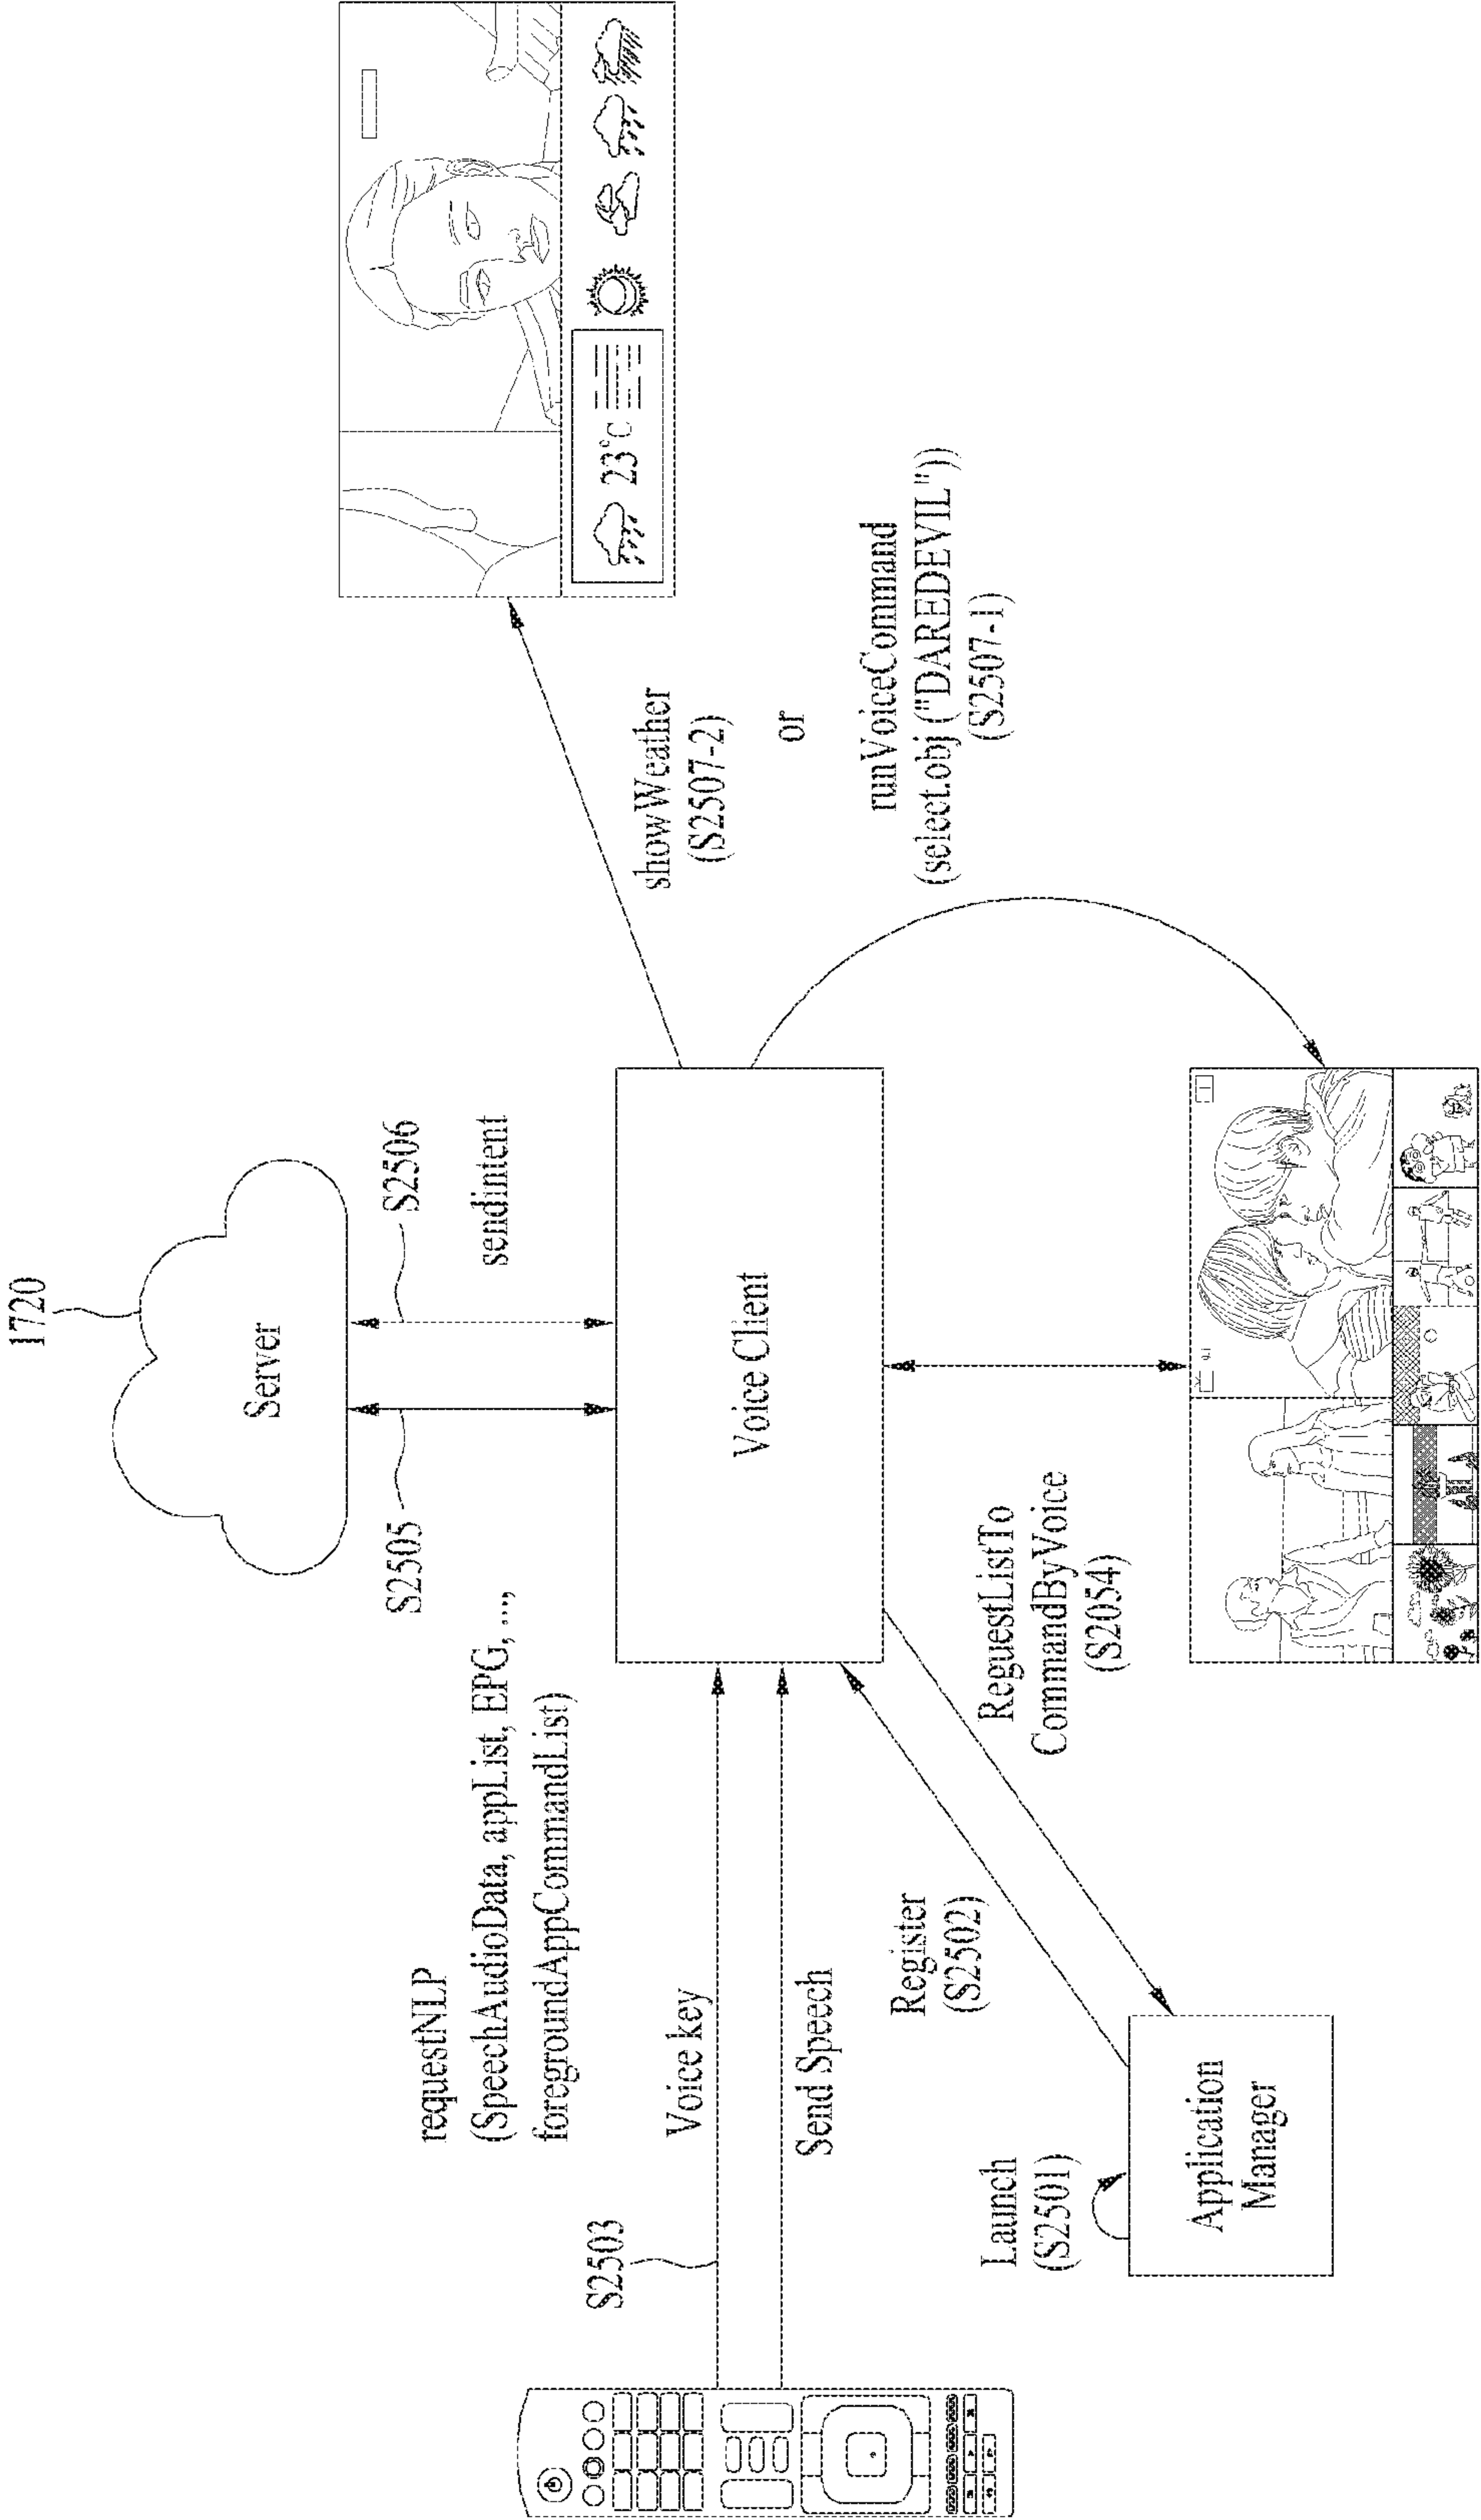 1720
Server
S2505
S2506
sendintent
requestNLP
(SpeechAudioData, appList, EPG, ...,
foregroundAppCommandList)
S2503
Voice key
Send Speech
Voice Client
showWeather
(S2507-2)
or
runVoiceCommand
(select.obj ("DAREDEVIL"))
(S2507-1)
23°C
Register
(S2502)
ReguestListTo
CommandByVoice
(S2054)
Launch
(S2501)
Application
Manager